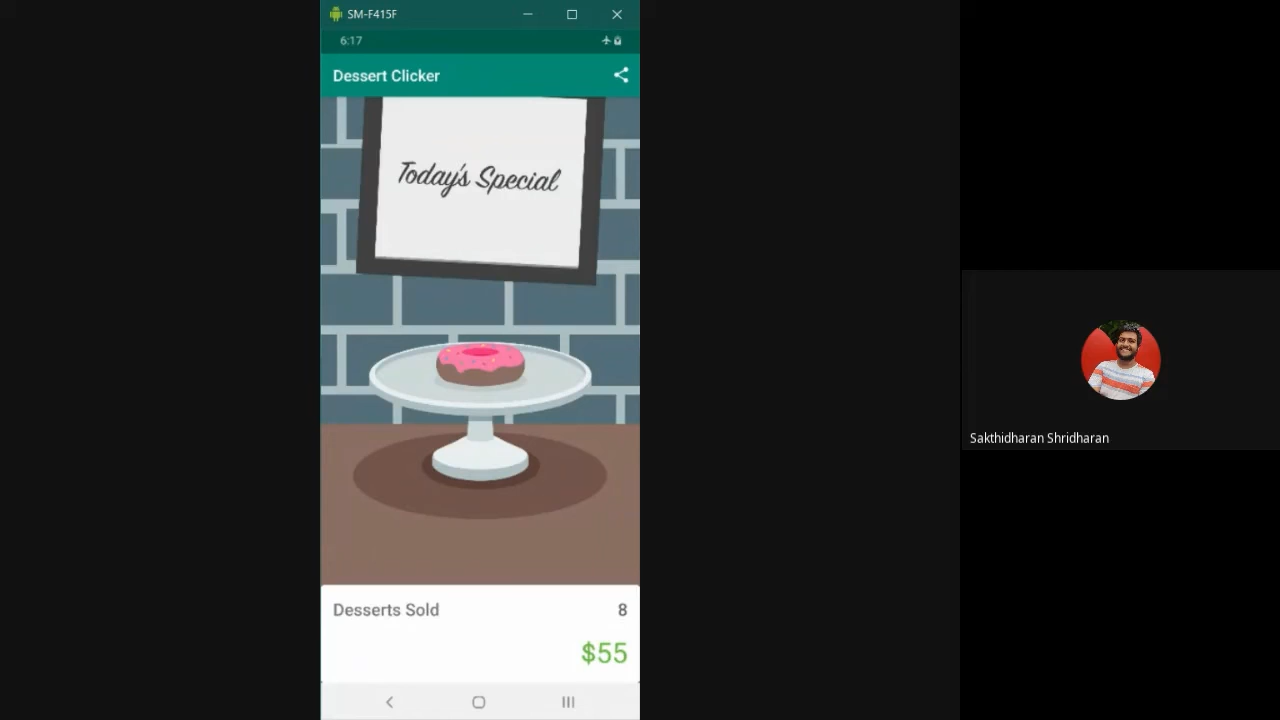 SM-F415F
6:17
Dessert Clicker
Today's Special
Desserts Sold 8
$55
Sakthidharan Shridharan